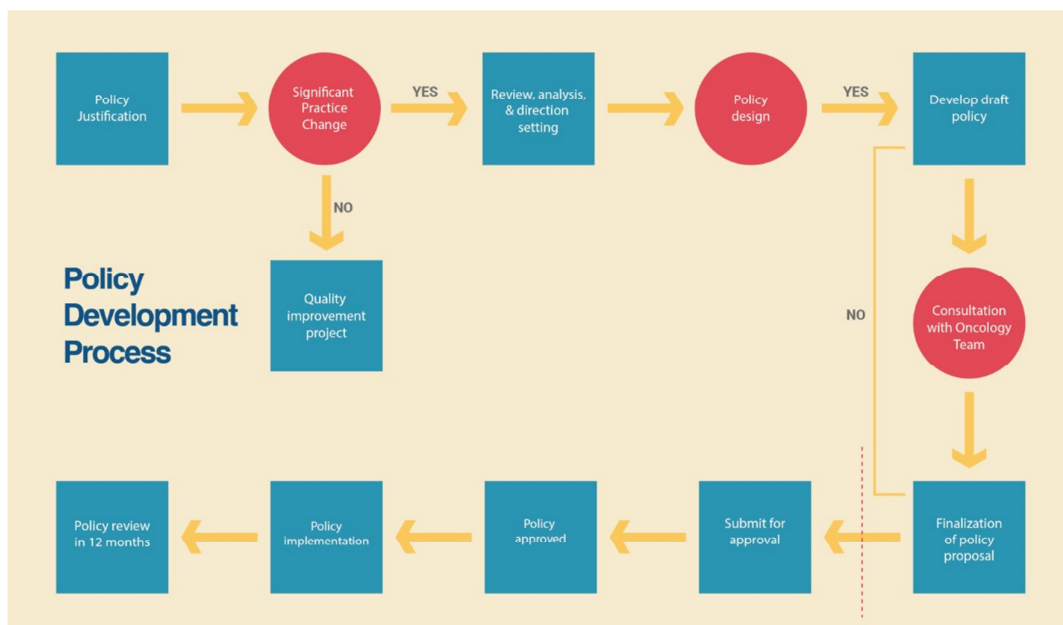 Policy
Justification
Significant
Practice
Change
YES
Review, analysis,
& direction
setting
Policy
design
YES
Develop draft
policy
NO
Policy
Development
Process
Quality
improvement
project
NO
Consultation
with Oncology
Team
Policy review
in 12 months
Policy
implementation
Policy
approved
Submit for
approval
Finalization
of policy
proposal